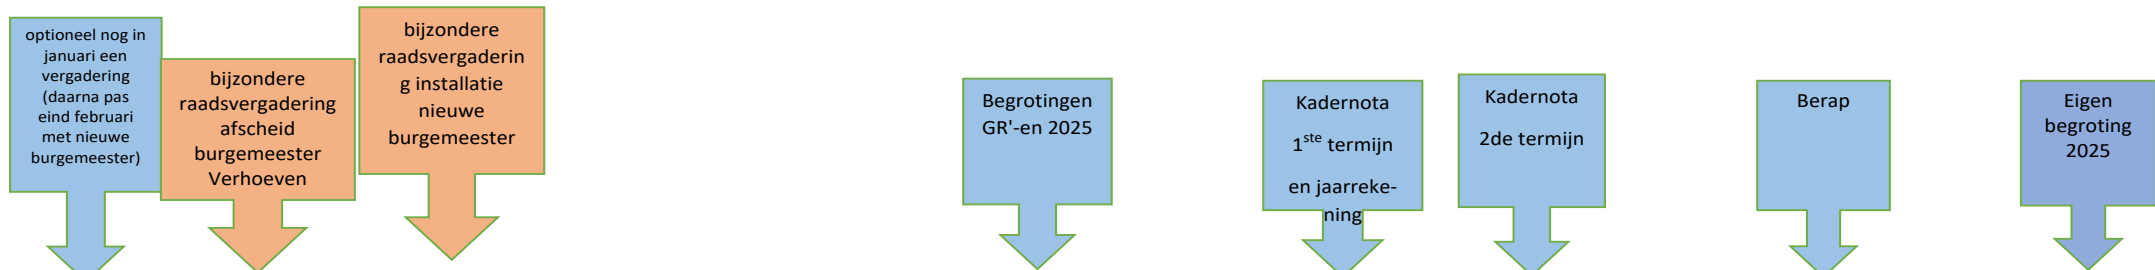 optioneel nog in
januari een
vergadering
(daarna pas
eind februari
met nieuwe
burgemeester)
bijzondere
raadsvergadering
afscheid
burgemeester
Verhoeven
bijzondere
raadsvergaderin
g installatie
nieuwe
burgemeester
Begrotingen
GR'-en 2025
Kadernota
1ste termijn
en jaarreke-
ning
Kadernota
2de termijn
Berap
Eigen
begroting
2025